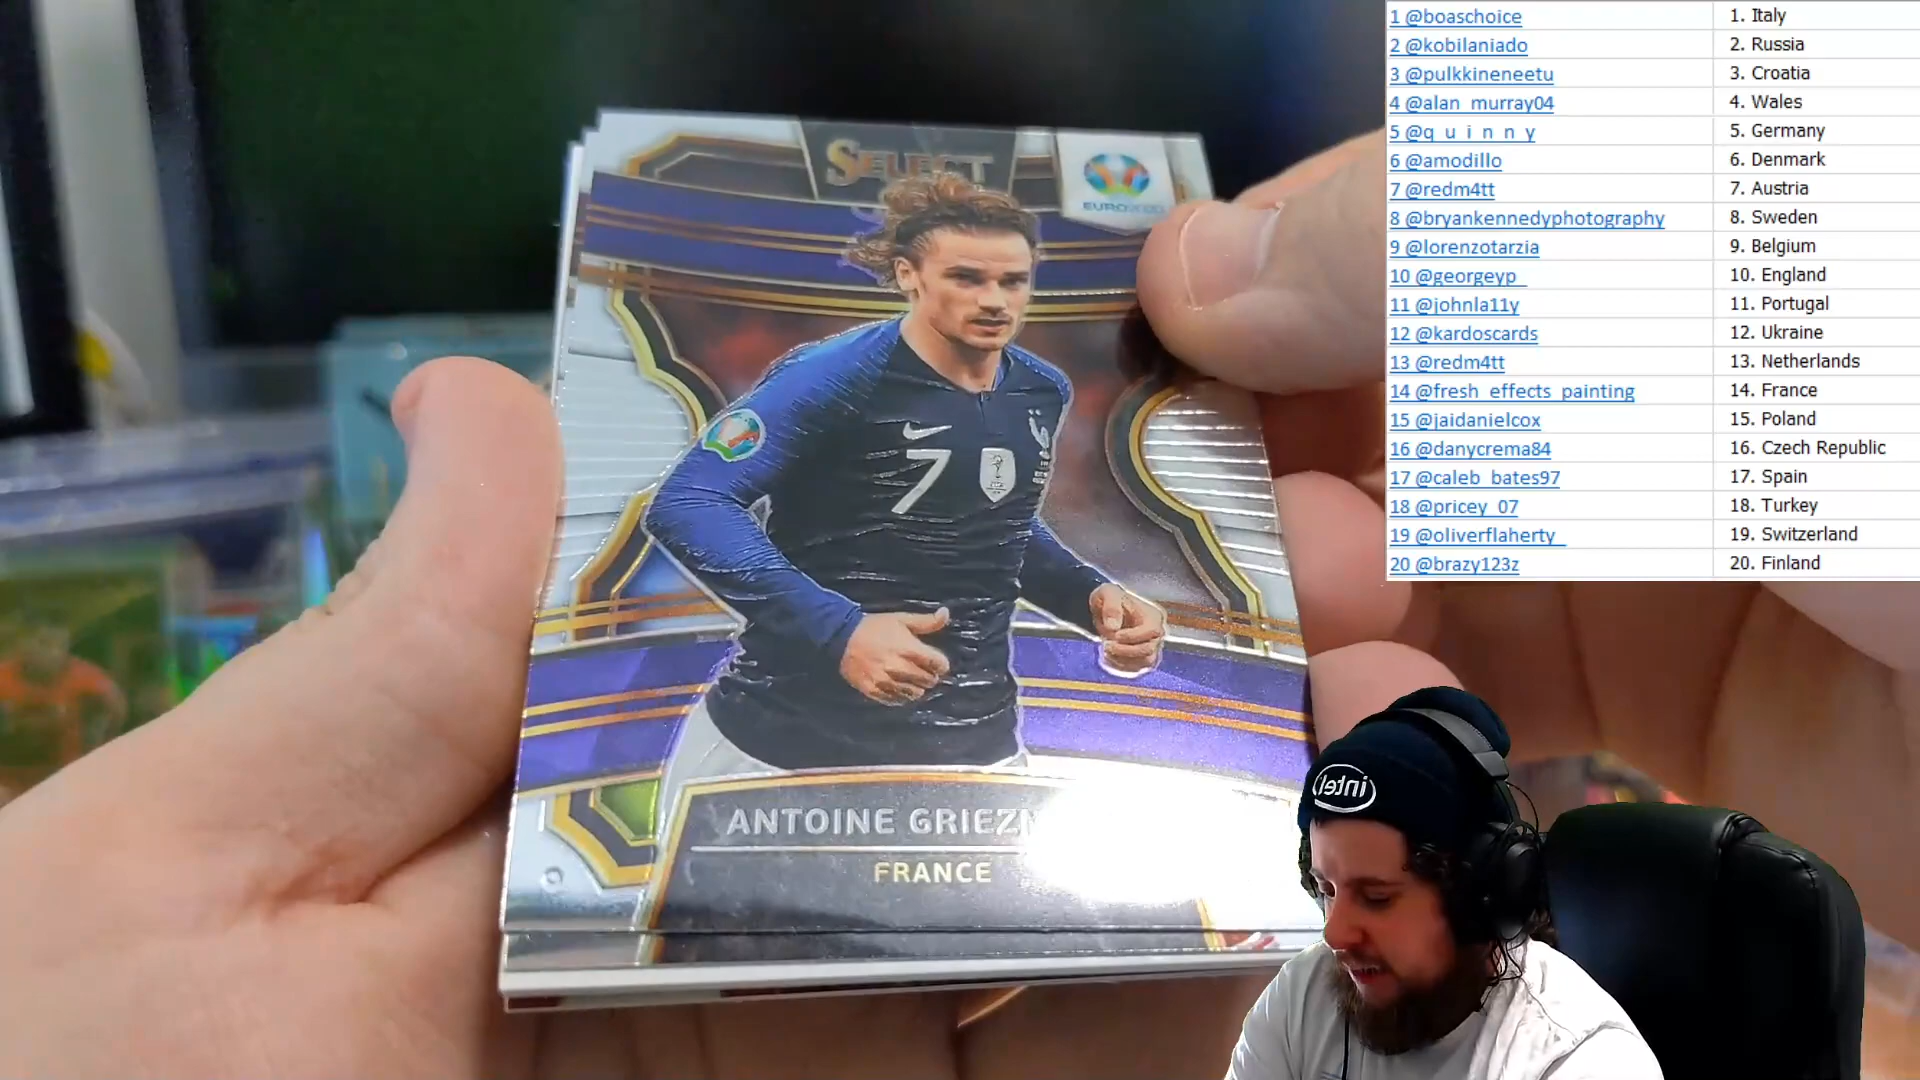 SELECT
EURO2020
7
ANTOINE GRIEZ
FRANCE
intel
1 @boaschoice 1. Italy
2 @kobilaniado 2. Russia
3 @pulkkineneetu 3. Croatia
4 @alan_murray04 4. Wales
5 @q_u_i_n_n_y 5. Germany
6 @amodillo 6. Denmark
7 @redm4tt 7. Austria
8 @bryankennedyphotography 8. Sweden
9 @lorenzotarzia 9. Belgium
10 @georgeyp_ 10. England
11 @johnla11y 11. Portugal
12 @kardoscards 12. Ukraine
13 @redm4tt 13. Netherlands
14 @fresh_effects_painting 14. France
15 @jaidanielcox 15. Poland
16 @danycrema84 16. Czech Republic
17 @caleb_bates97 17. Spain
18 @pricey_07 18. Turkey
19 @oliverflaherty_ 19. Switzerland
20 @brazy123z 20. Finland